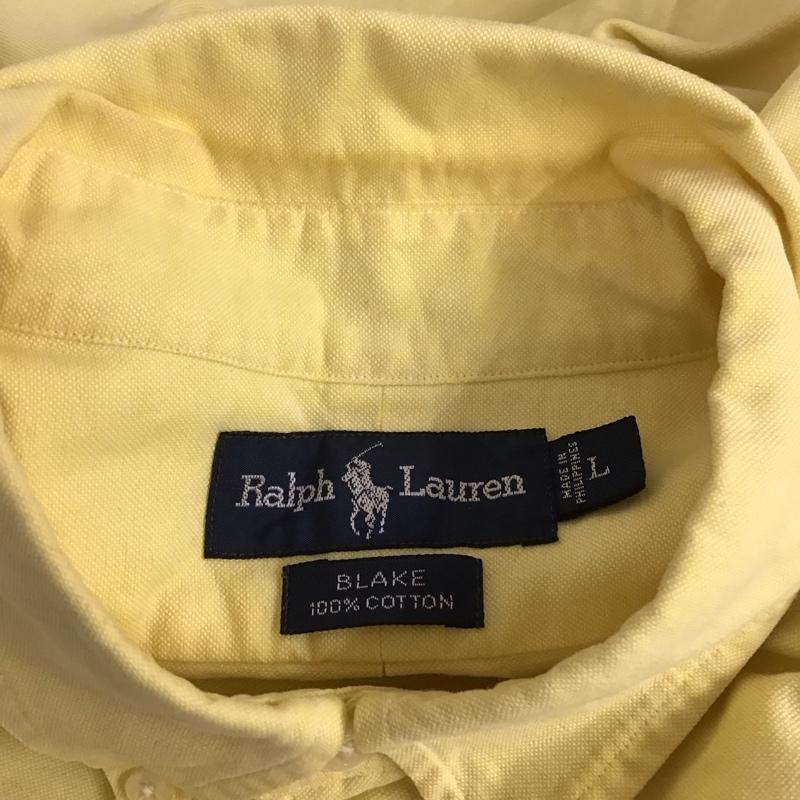 Ralph Lauren
MADE IN
PHILIPPINES
L
BLAKE
100% COTTON